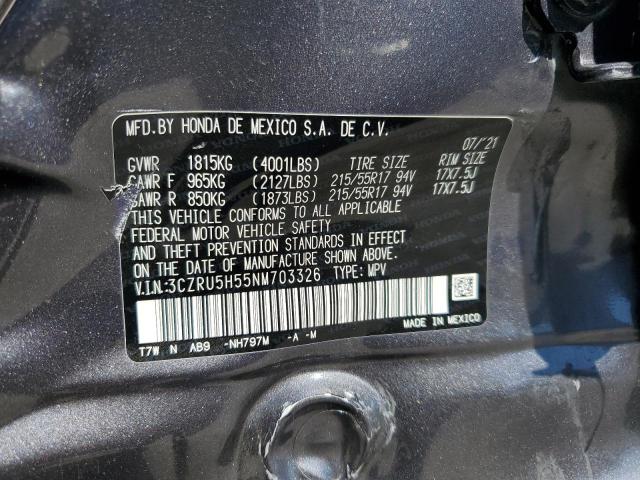 MFD.BY HONDA DE MEXICO S.A. DE C.V.
07/'21
GVWR 1815KG (4001LBS) TIRE SIZE RIM SIZE
GAWR F 965KG (2127LBS) 215/55R17 94V 17X7.5J
GAWR R 850KG (1873LBS) 215/55R17 94V 17X7.5J
THIS VEHICLE CONFORMS TO ALL APPLICABLE
FEDERAL MOTOR VEHICLE SAFETY
AND THEFT PREVENTION STANDARDS IN EFFECT
ON THE DATE OF MANUFACTURE SHOWN ABOVE.
V.I.N.:3CZRU5H55NM703326 TYPE: MPV
T7W N AB9 -NH797M -A -M
MADE IN MEXICO